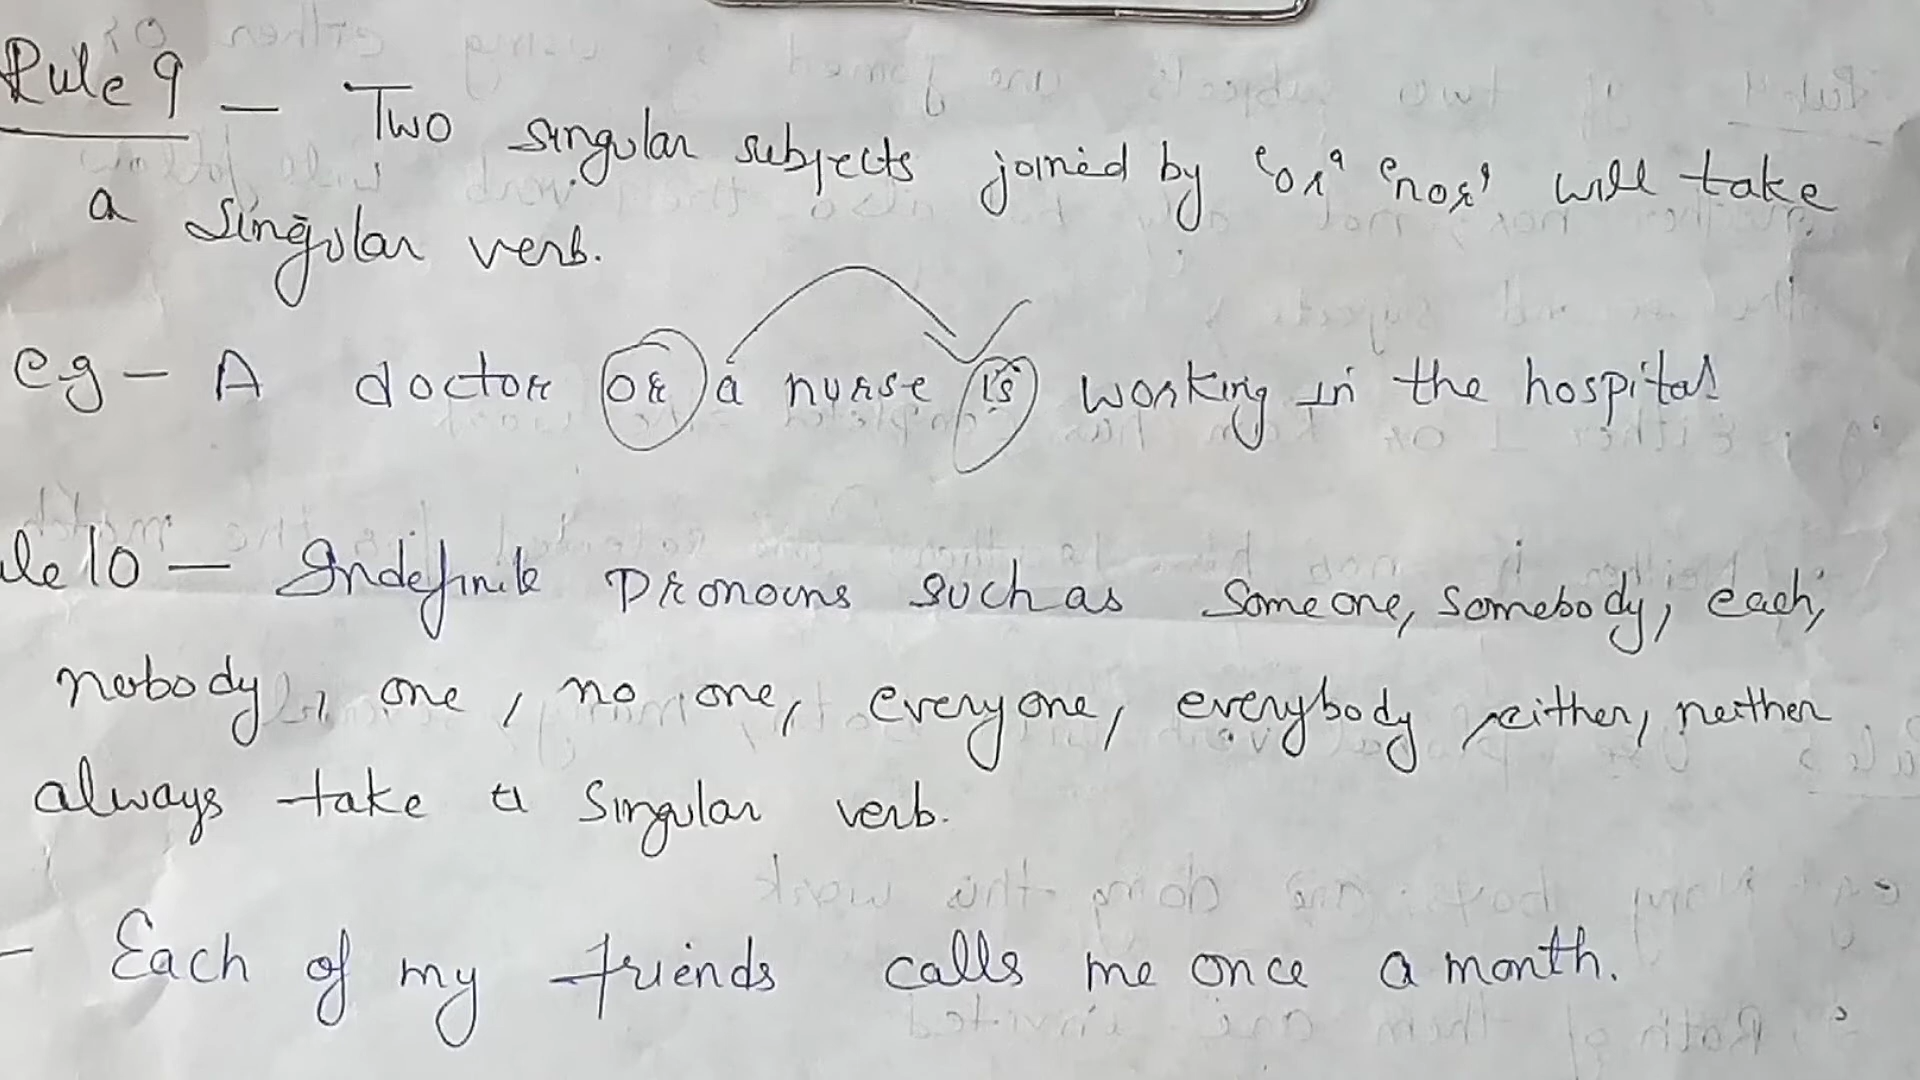 Rule 9 – Two singular subjects joined by 'or' 'nor' will take
a singular verb.
eg – A doctor or a nurse is working in the hospital
le 10 – Indefinite Pronouns such as someone, somebody, each,
nobody, one, no one, everyone, everybody, either, neither
always take a singular verb.
– Each of my friends calls me once a month.